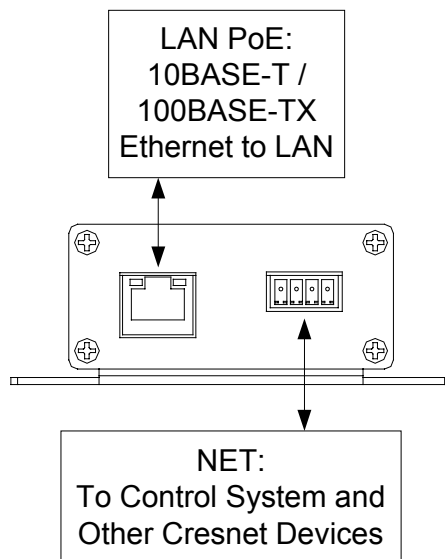 LAN PoE:
10BASE-T /
100BASE-TX
Ethernet to LAN
NET:
To Control System and
Other Cresnet Devices